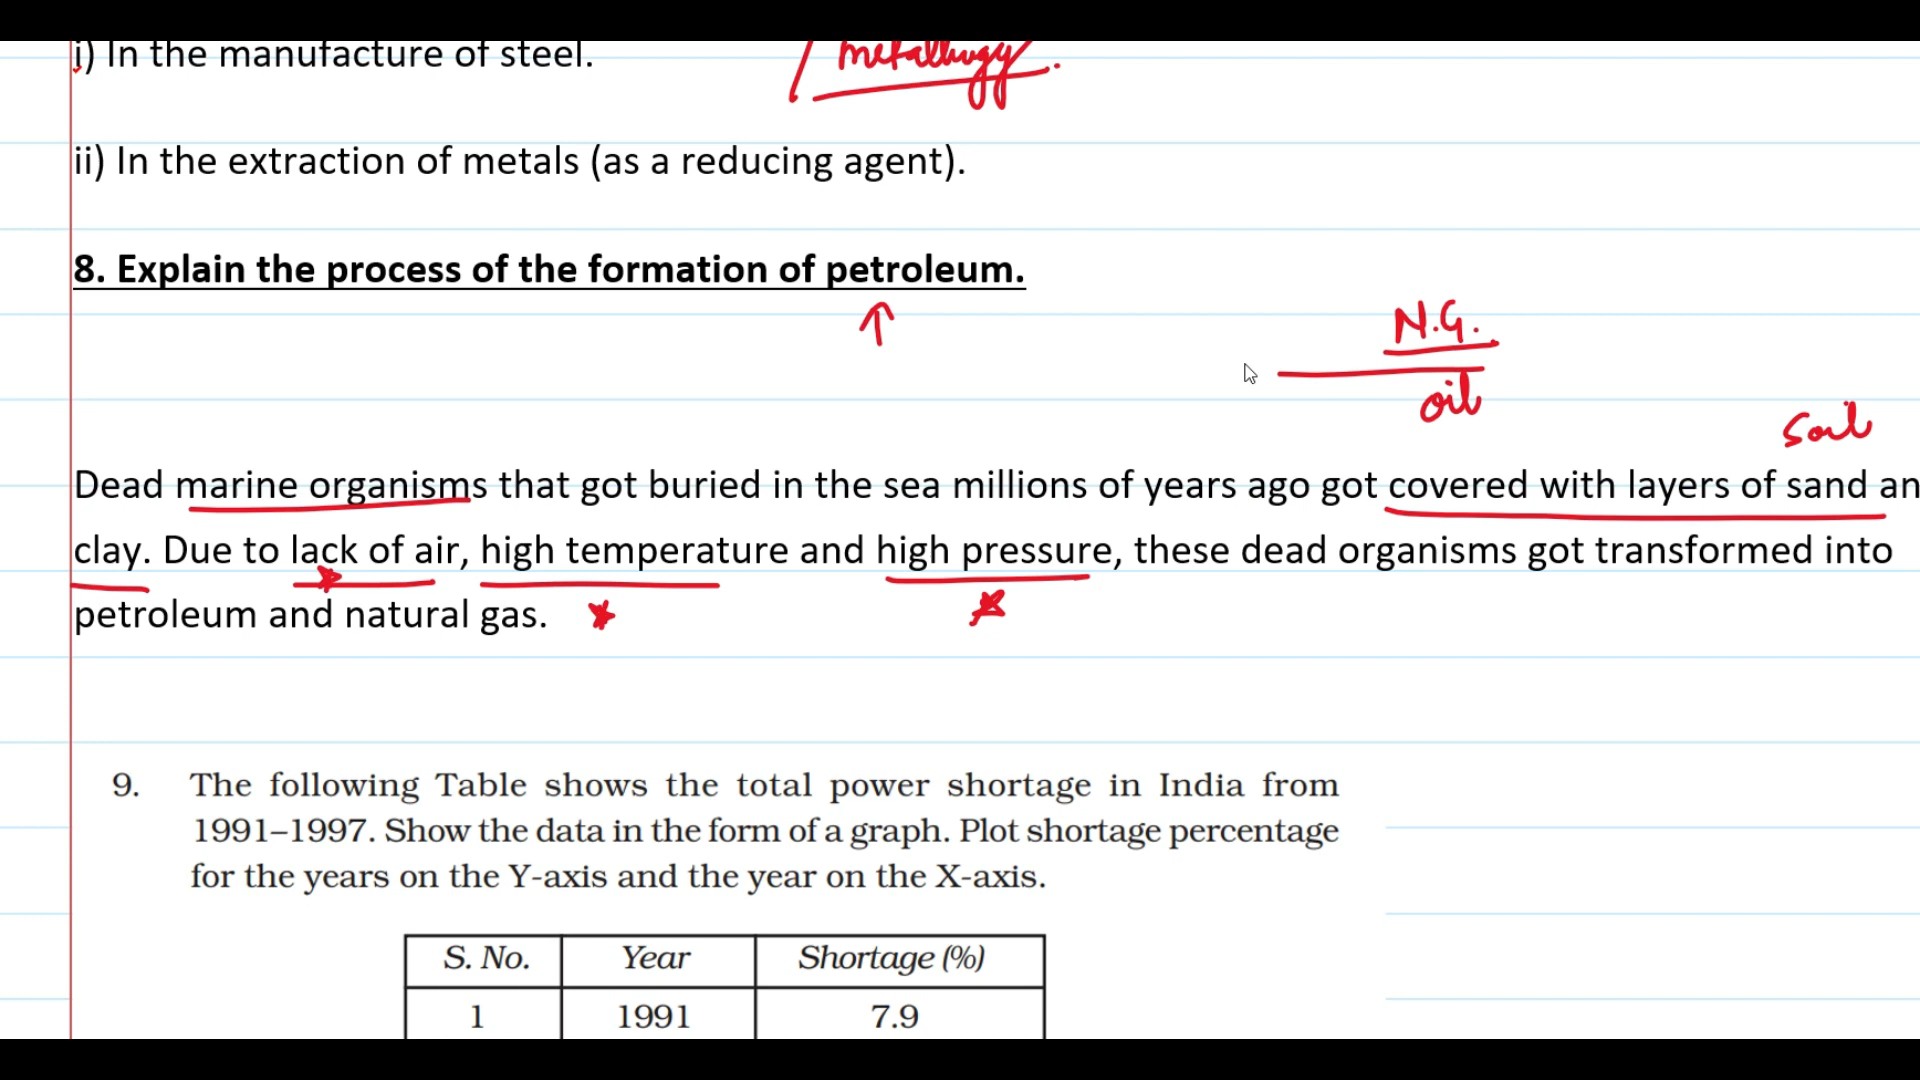 i) In the manufacture of steel.
metallurgy
ii) In the extraction of metals (as a reducing agent).
8. Explain the process of the formation of petroleum.
N.G.
oil
Soil
Dead marine organisms that got buried in the sea millions of years ago got covered with layers of sand an
clay. Due to lack of air, high temperature and high pressure, these dead organisms got transformed into
petroleum and natural gas.
9. The following Table shows the total power shortage in India from
1991–1997. Show the data in the form of a graph. Plot shortage percentage
for the years on the Y-axis and the year on the X-axis.
S. No. Year Shortage (%)
1 1991 7.9